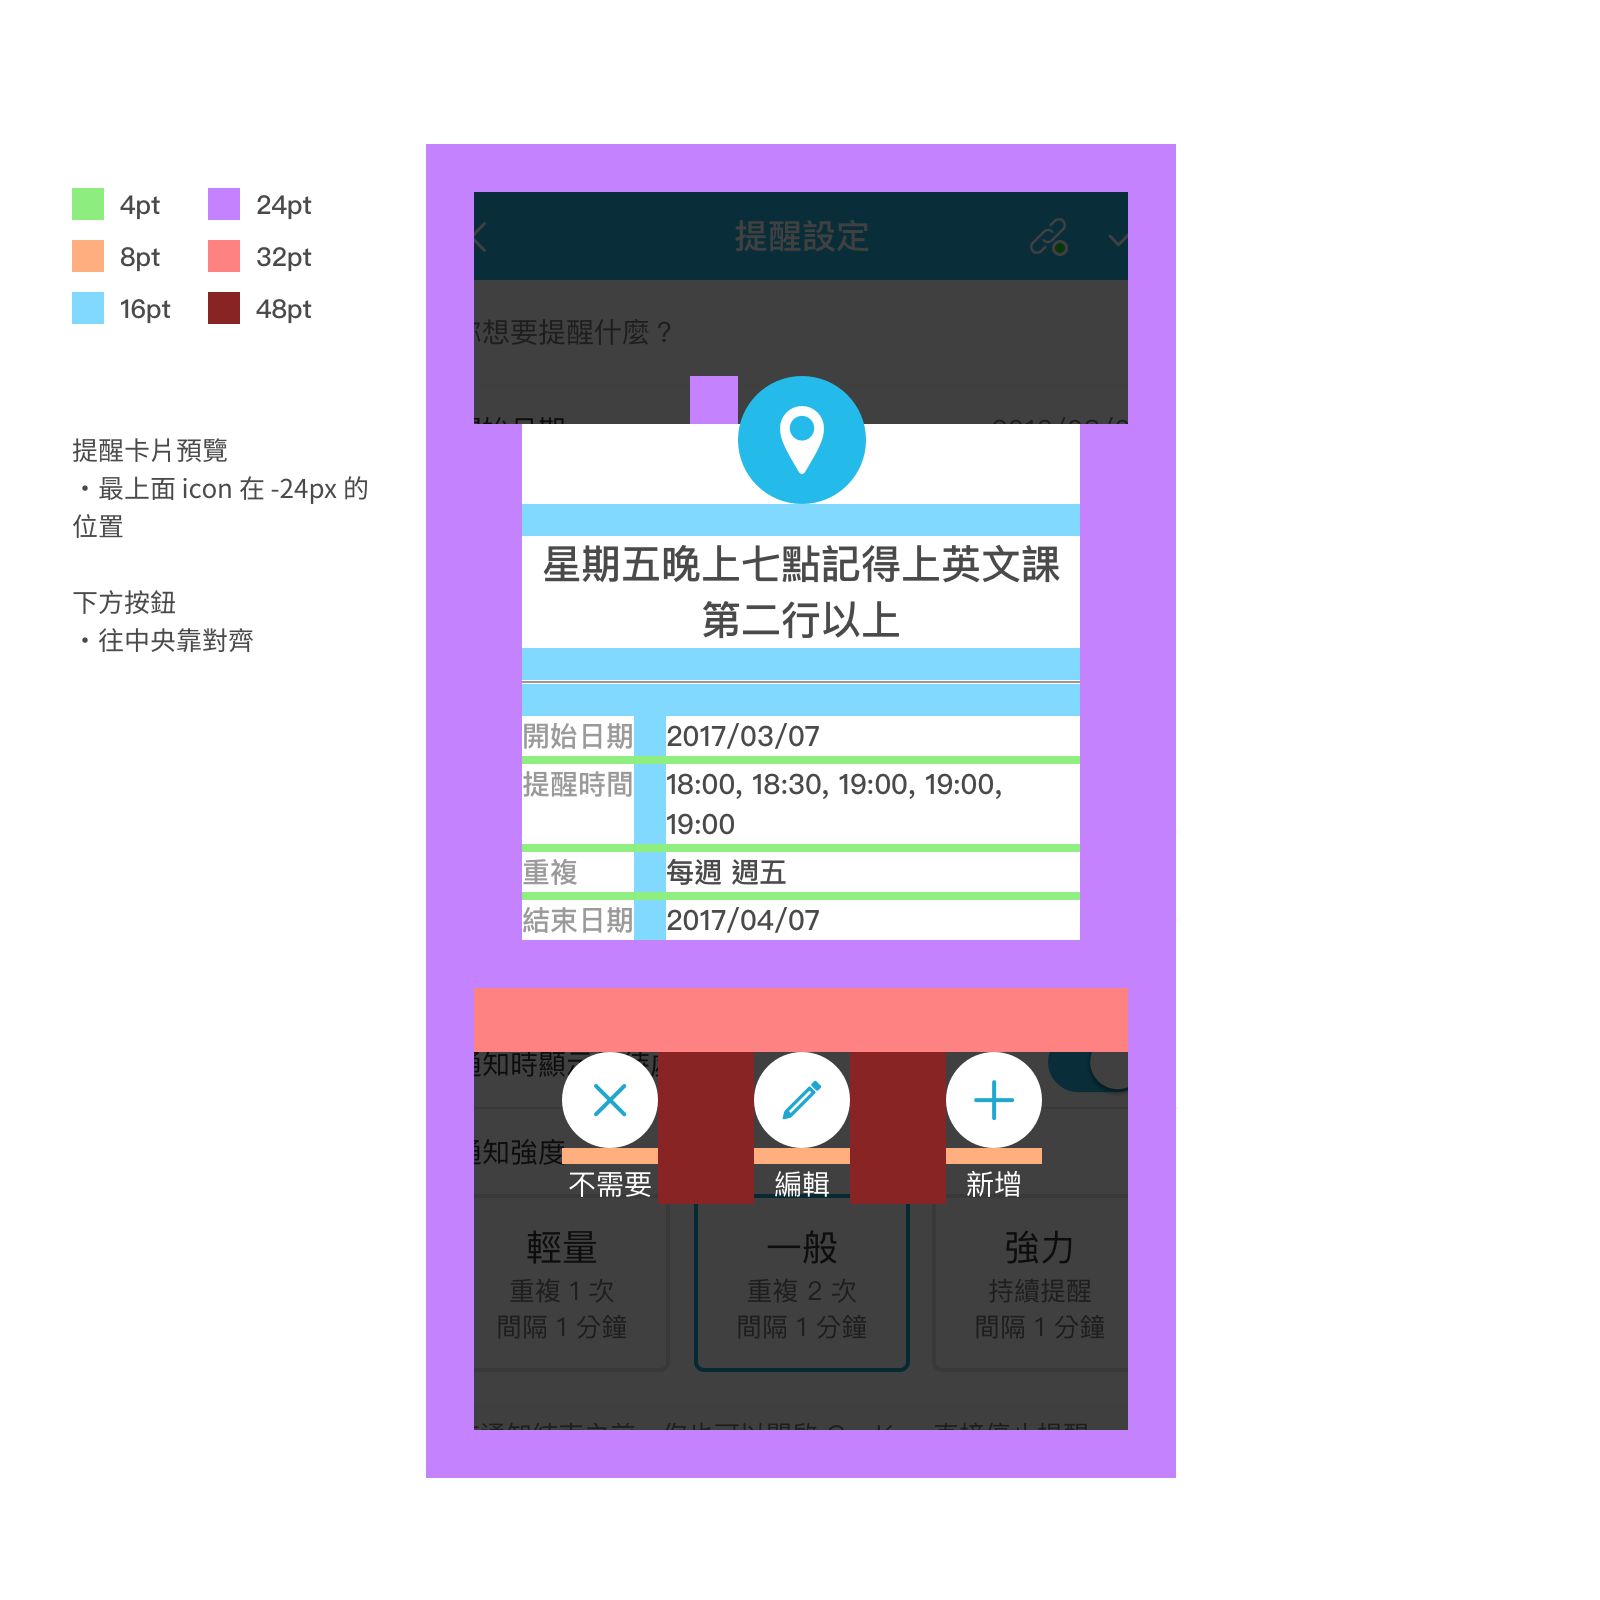 4pt
24pt
8pt
32pt
16pt
48pt
提醒卡片預覽
・最上面 icon 在 -24px 的
位置
下方按鈕
・往中央靠對齊
提醒設定
想要提醒什麼？
星期五晚上七點記得上英文課
第二行以上
開始日期 2017/03/07
提醒時間 18:00, 18:30, 19:00, 19:00,
19:00
重複 每週 週五
結束日期 2017/04/07
知時顯示
知強度
不需要
編輯
新增
輕量
重複 1 次
間隔 1 分鐘
一般
重複 2 次
間隔 1 分鐘
強力
持續提醒
間隔 1 分鐘